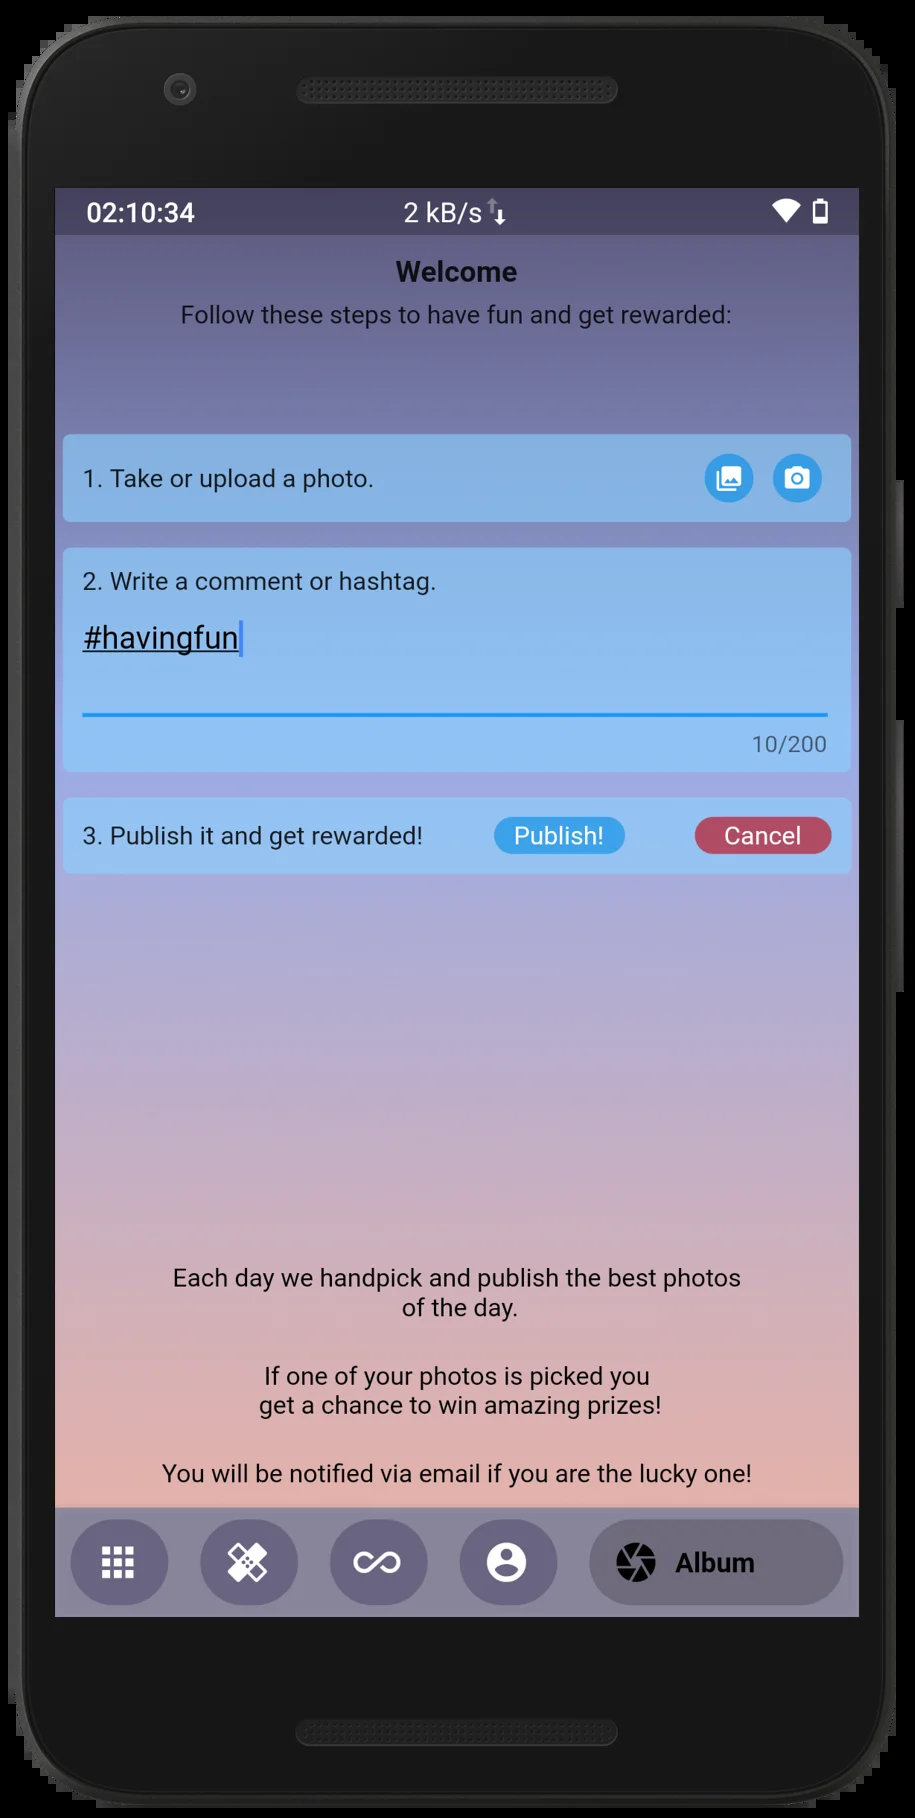 02:10:34 2 kB/s
Welcome
Follow these steps to have fun and get rewarded:
1. Take or upload a photo.
2. Write a comment or hashtag.
#havingfun
10/200
3. Publish it and get rewarded! Publish! Cancel
Each day we handpick and publish the best photos
of the day.
If one of your photos is picked you
get a chance to win amazing prizes!
You will be notified via email if you are the lucky one!
Album